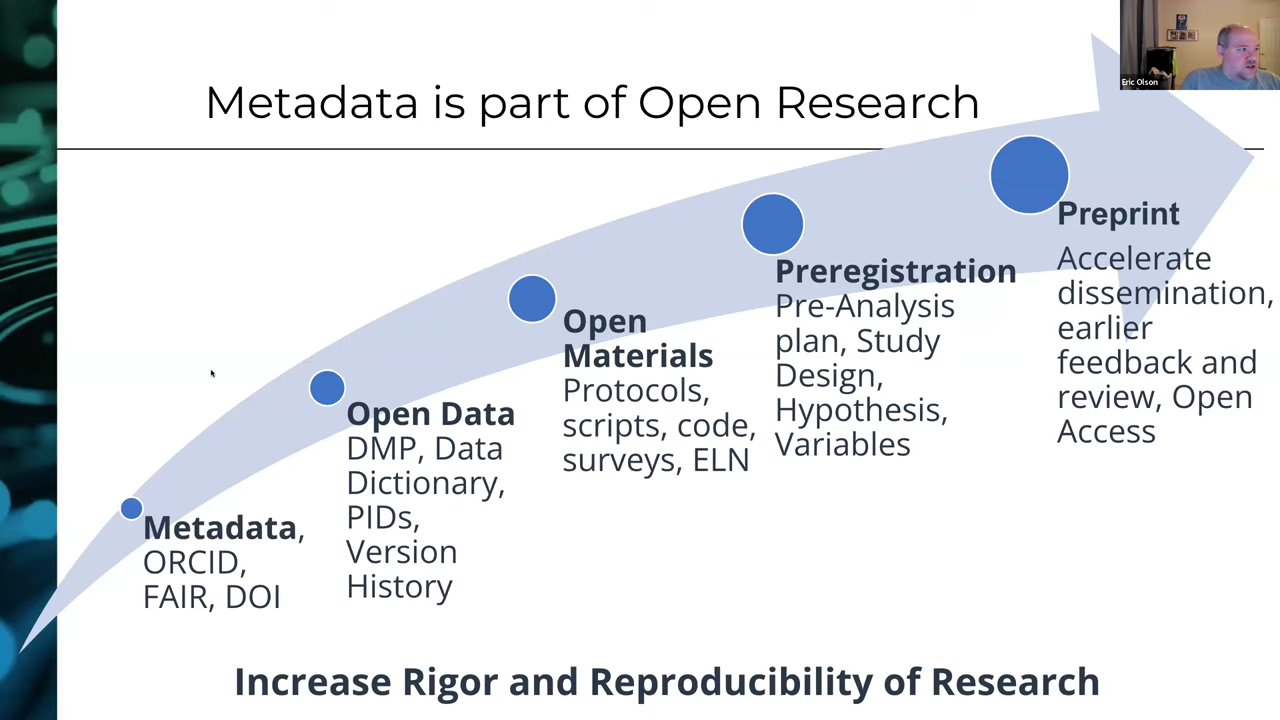 Metadata is part of Open Research
Eric Olson
Metadata,
ORCID,
FAIR, DOI
Open Data
DMP, Data
Dictionary,
PIDs,
Version
History
Open
Materials
Protocols,
scripts, code,
surveys, ELN
Preregistration
Pre-Analysis
plan, Study
Design,
Hypothesis,
Variables
Preprint
Accelerate
dissemination,
earlier
feedback and
review, Open
Access
Increase Rigor and Reproducibility of Research